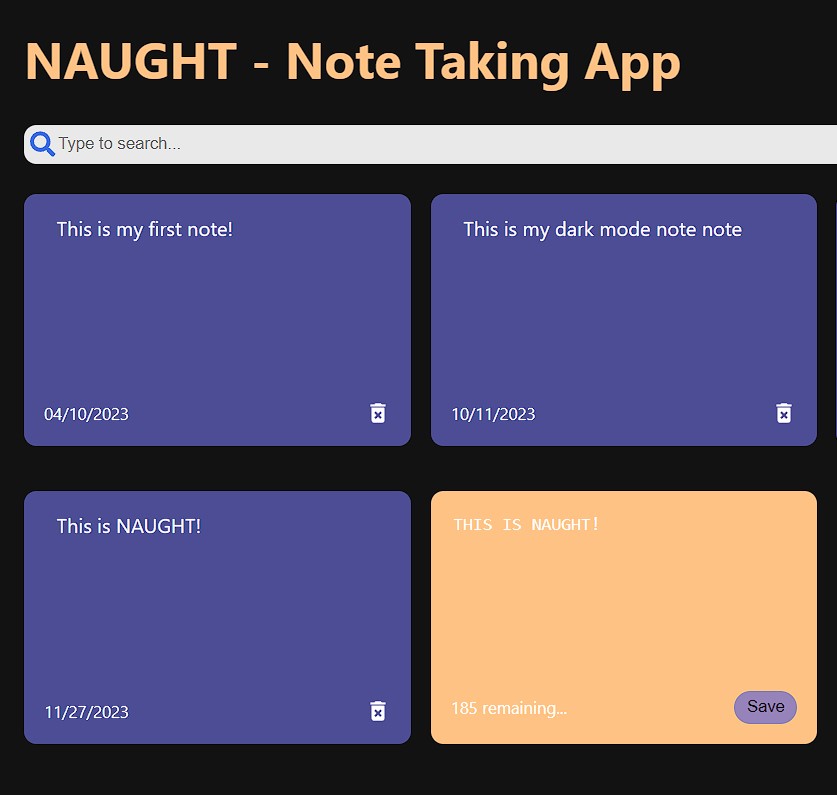 NAUGHT - Note Taking App
Type to search...
This is my first note!
04/10/2023
This is my dark mode note note
10/11/2023
This is NAUGHT!
11/27/2023
THIS IS NAUGHT!
185 remaining...
Save